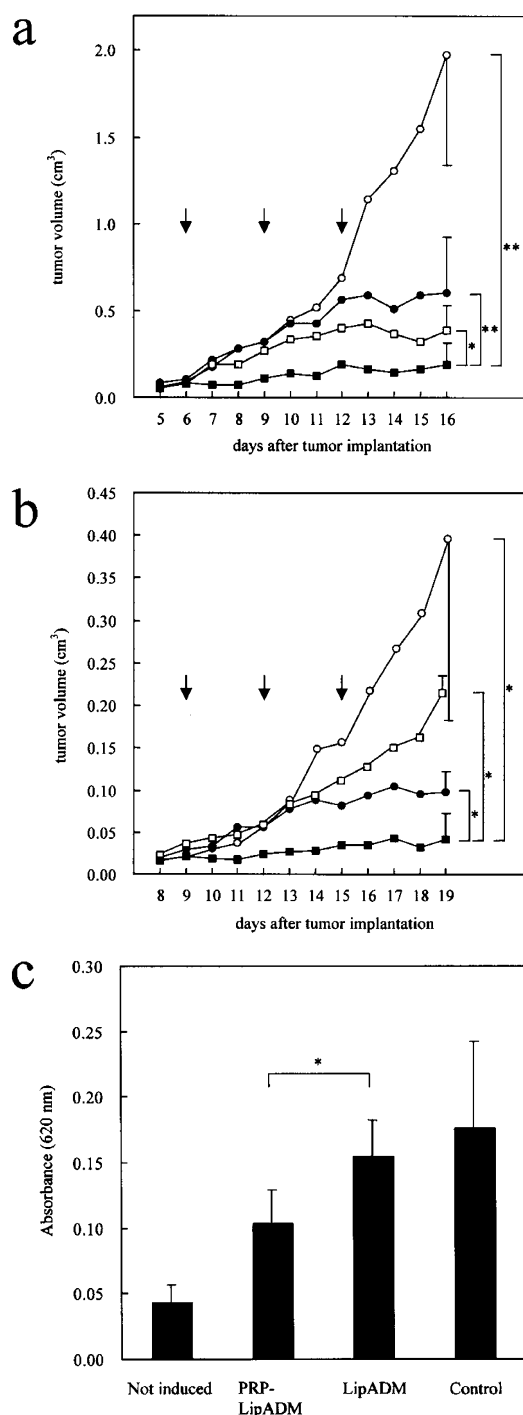 a
2.0
1.5
1.0
0.5
0.0
tumor volume (cm³)
**
**
*
5 6 7 8 9 10 11 12 13 14 15 16
days after tumor implantation
b
0.45
0.40
0.35
0.30
0.25
0.20
0.15
0.10
0.05
0.00
tumor volume (cm³)
*
*
*
8 9 10 11 12 13 14 15 16 17 18 19
days after tumor implantation
c
0.30
0.25
0.20
0.15
0.10
0.05
0.00
Absorbance (620 nm)
*
Not induced
PRP-
LipADM
LipADM
Control